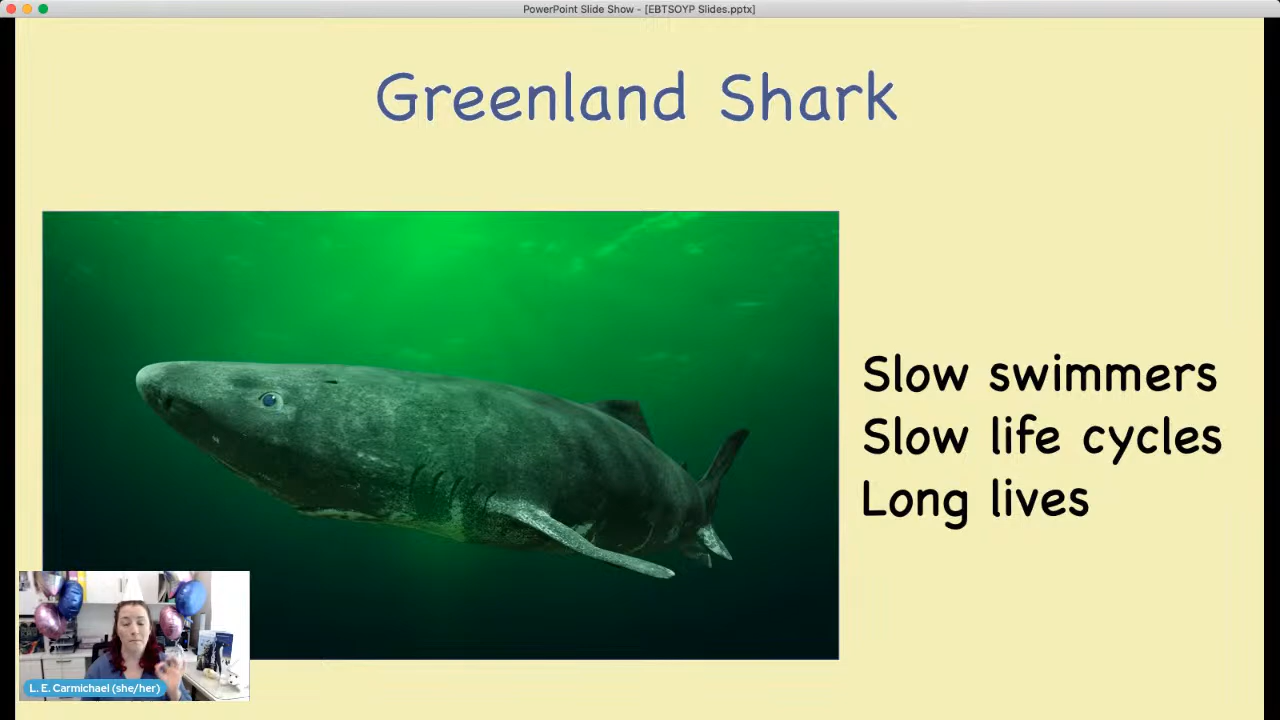 PowerPoint Slide Show - [EBTSOYP Slides.pptx]
Greenland Shark
Slow swimmers
Slow life cycles
Long lives
L. E. Carmichael (she/her)